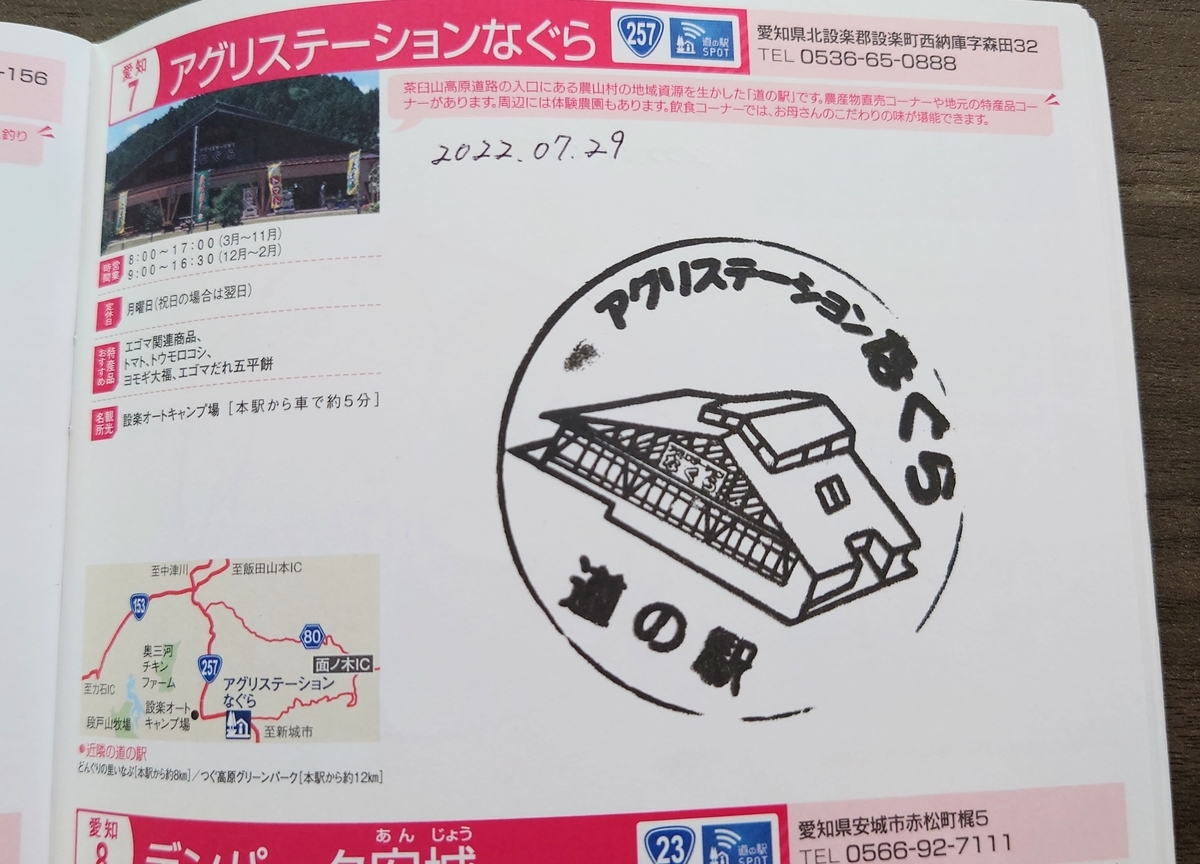 -156
釣り
愛知
7
アグリステーションなぐら
257
道の駅
SPOT
愛知県北設楽郡設楽町西納庫字森田32
TEL 0536-65-0888
茶臼山高原道路の入口にある農山村の地域資源を生かした「道の駅」です。農産物直売コーナーや地元の特産品コー
ナーがあります。周辺には体験農園もあります。飲食コーナーでは、お母さんのこだわりの味が堪能できます。
2022.07.29
営業時間
8:00～17:00(3月～11月)
9:00～16:30(12月～2月)
定休日
月曜日(祝日の場合は翌日)
特産品おすすめ
エゴマ関連商品、
トマト、トウモロコシ、
ヨモギ大福、エゴマだれ五平餅
観光名所
設楽オートキャンプ場 [本駅から車で約5分]
アグリステーションなぐら
なぐら
道の駅
至中津川
至飯田山本IC
153
80
奥三河
チキン
ファーム
257
面ノ木IC
至力石IC
アグリステーション
なぐら
設楽オート
キャンプ場
段戸山牧場
至新城市
●近隣の道の駅
どんぐりの里いなぶ[本駅から約8km]／つぐ高原グリーンパーク[本駅から約12km]
愛知
8
あん じょう
デンパーク安城
23
道の駅
SPOT
愛知県安城市赤松町梶5
TEL 0566-92-7111